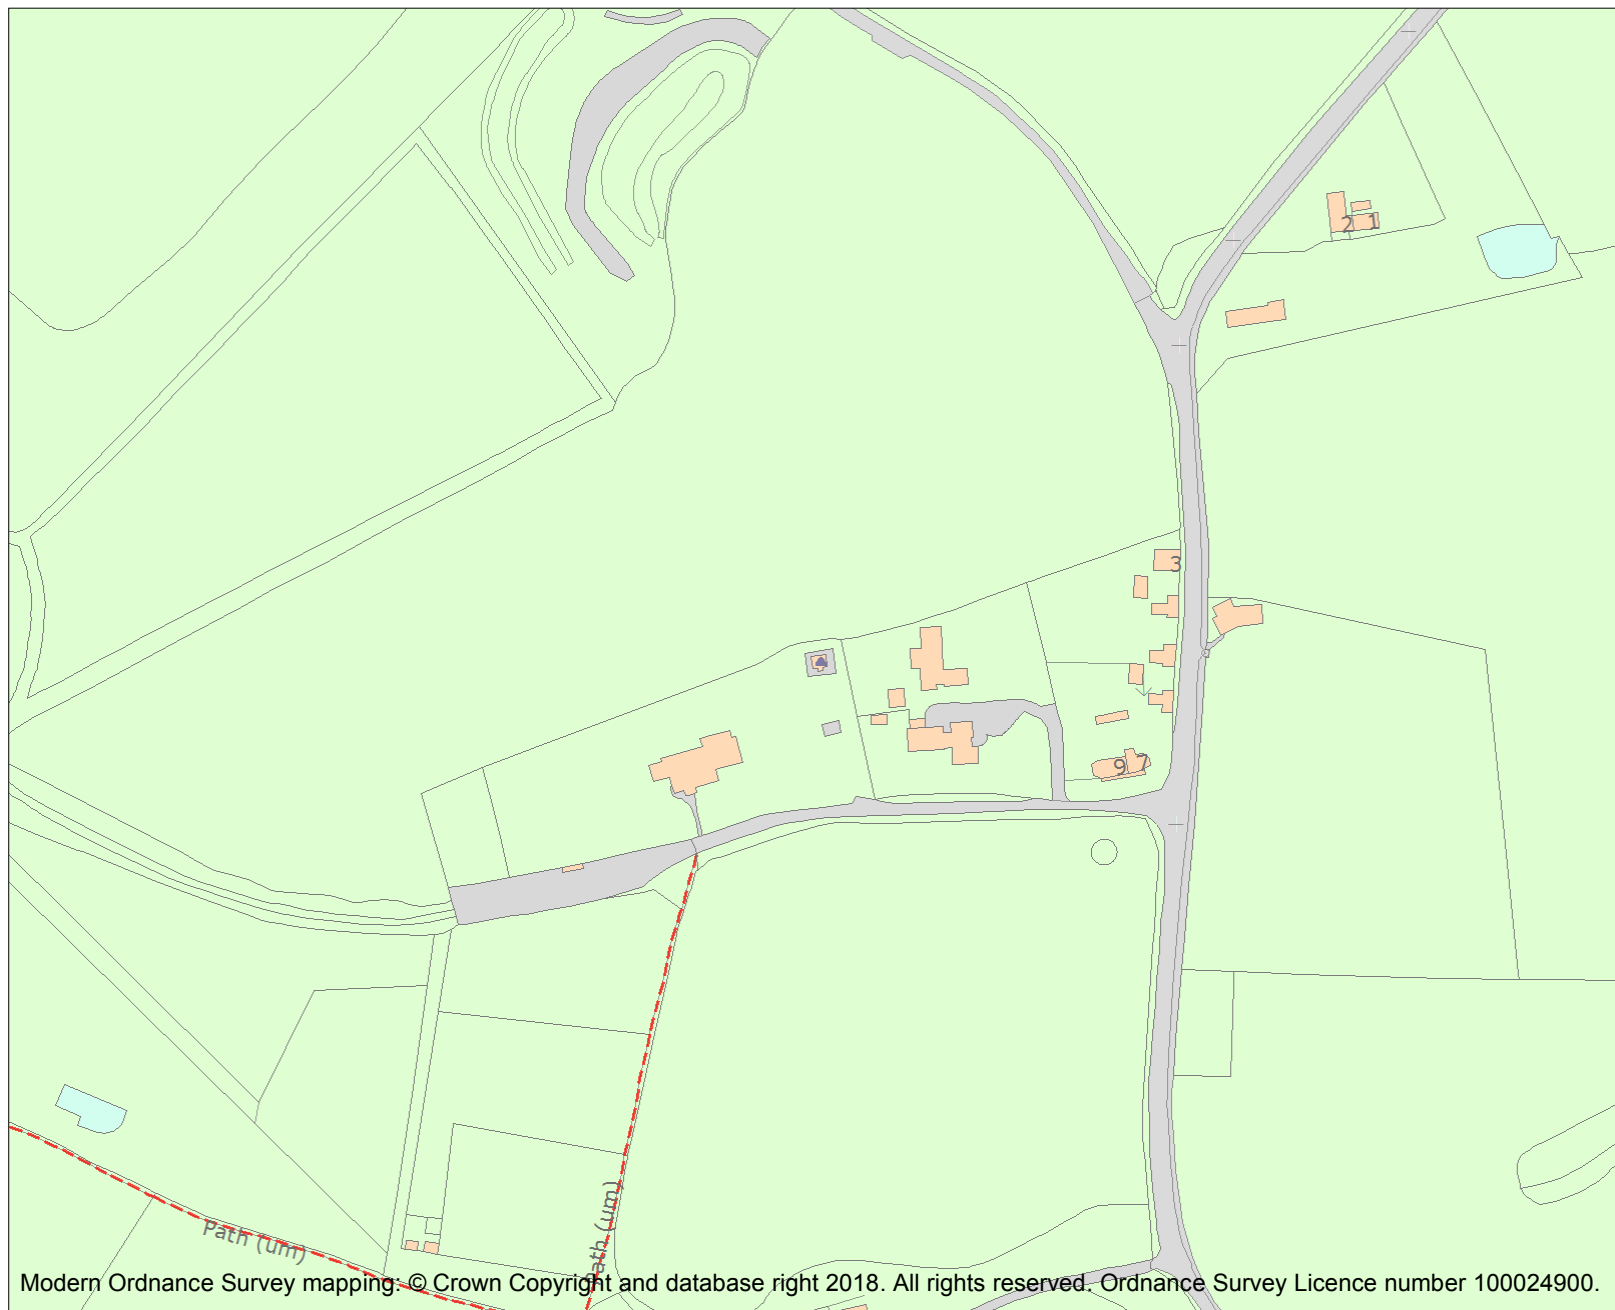 2 1
3
9 7
Path (um)
Path (um)
Modern Ordnance Survey mapping: © Crown Copyright and database right 2018. All rights reserved. Ordnance Survey Licence number 100024900.